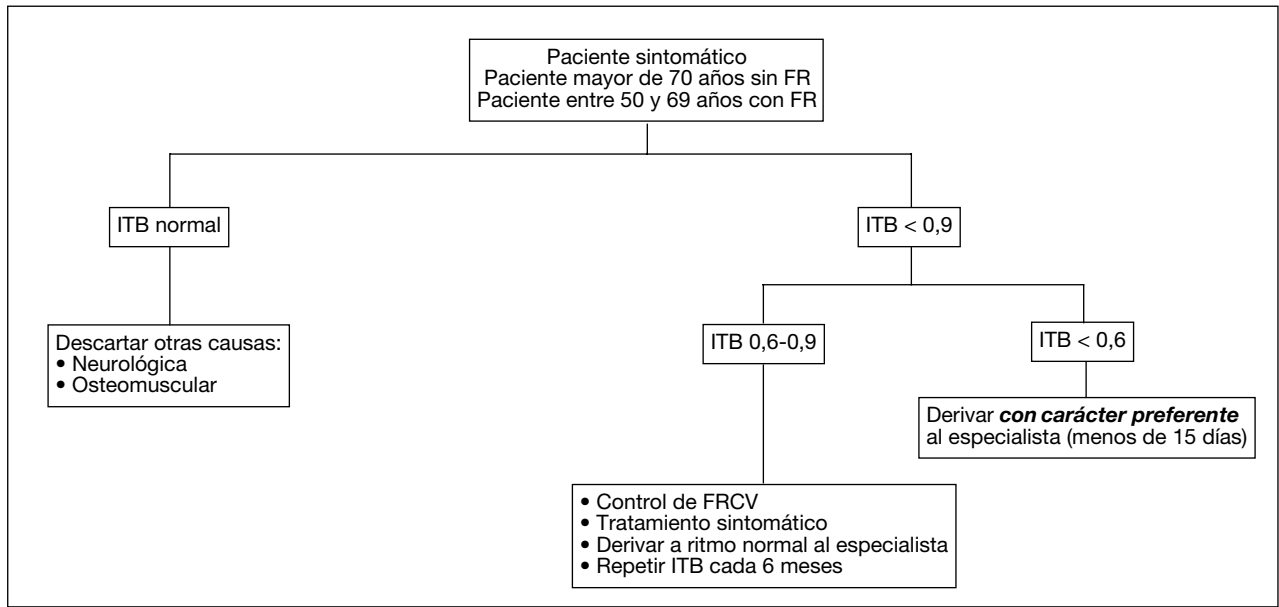 Paciente sintomático
Paciente mayor de 70 años sin FR
Paciente entre 50 y 69 años con FR
ITB normal
ITB < 0,9
Descartar otras causas:
• Neurológica
• Osteomuscular
ITB 0,6-0,9
ITB < 0,6
Derivar con carácter preferente
al especialista (menos de 15 días)
• Control de FRCV
• Tratamiento sintomático
• Derivar a ritmo normal al especialista
• Repetir ITB cada 6 meses